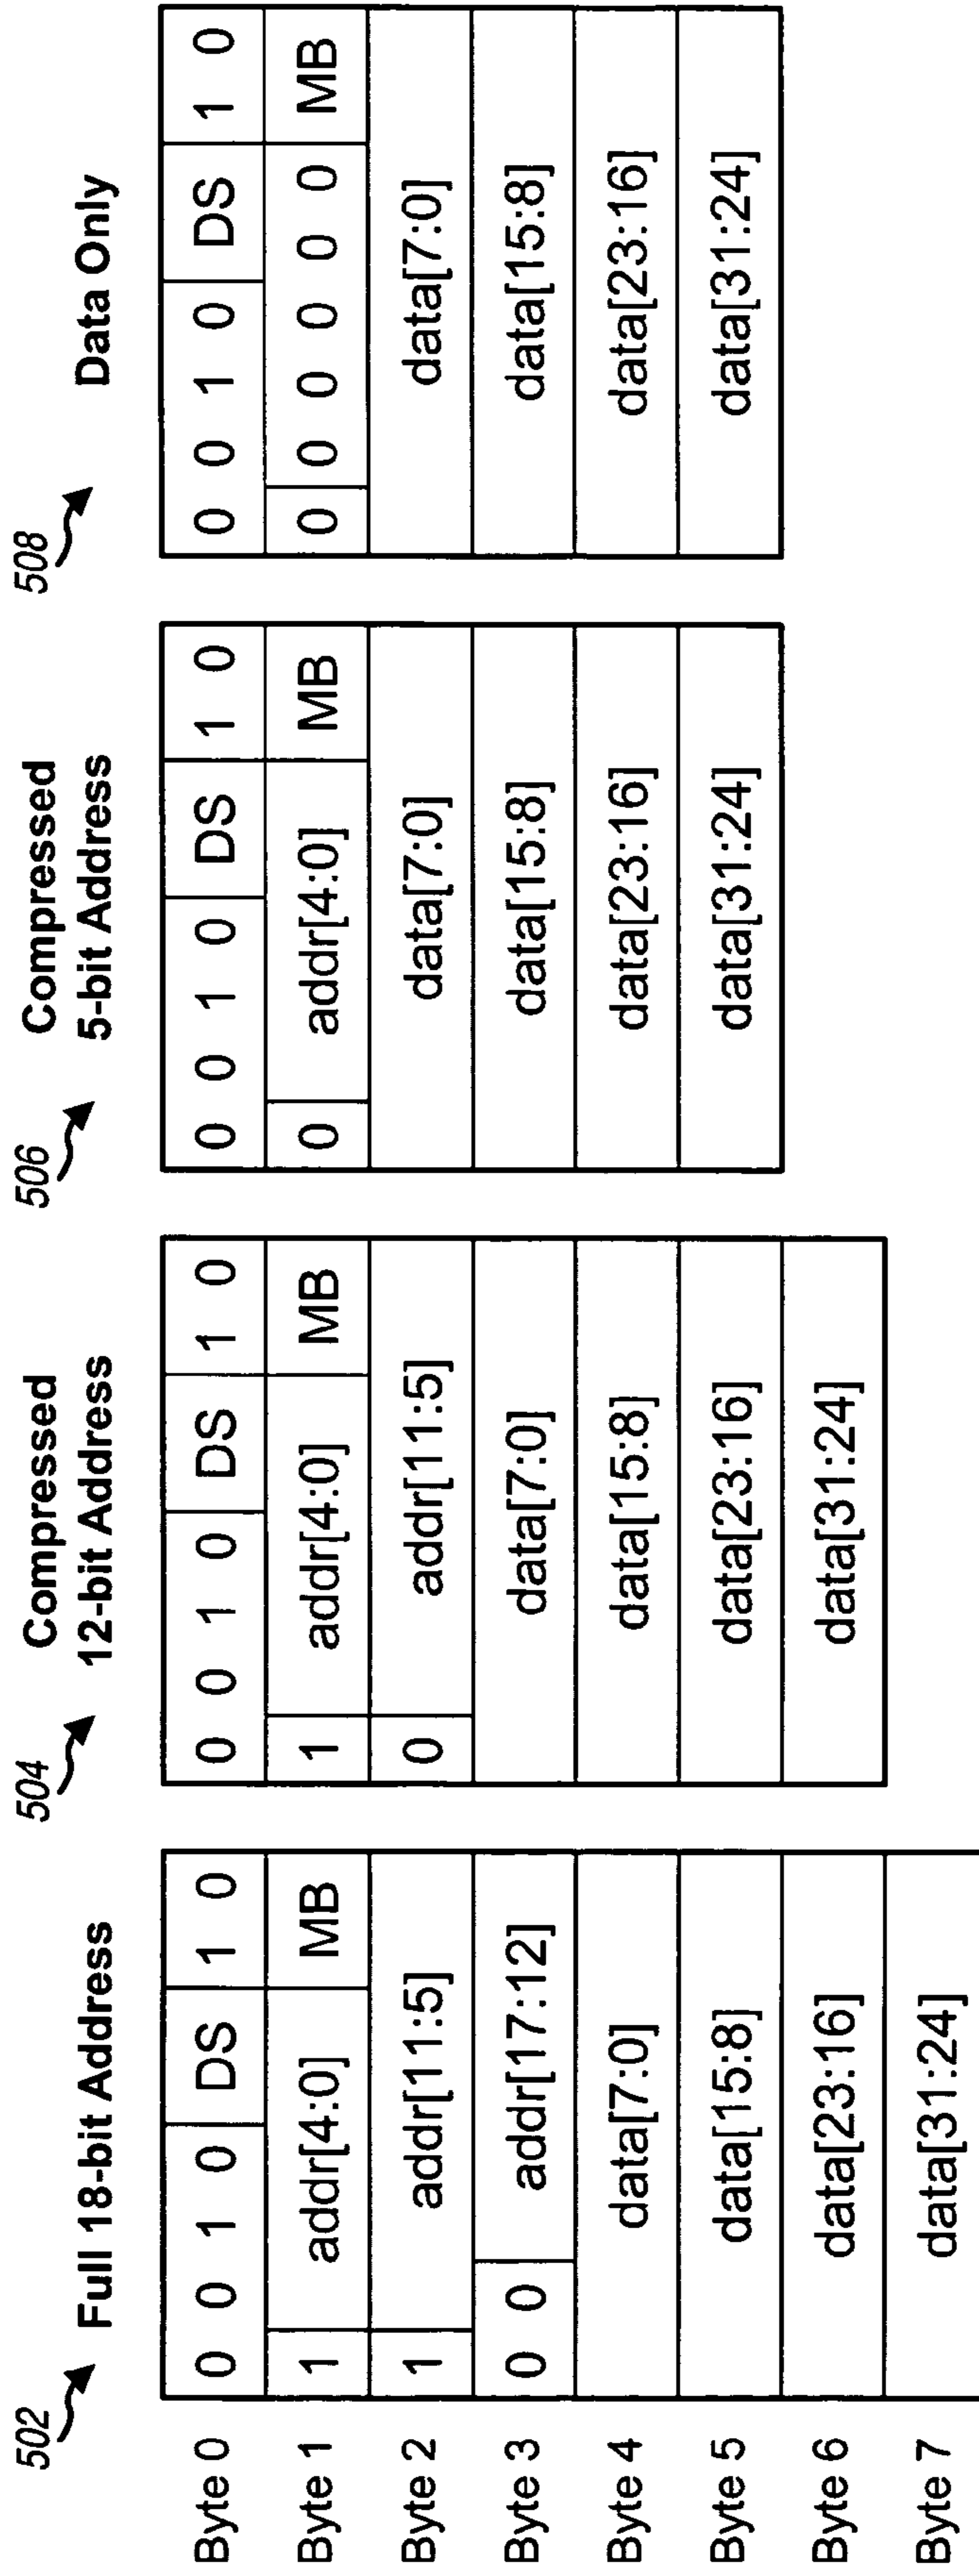 502
Full 18-bit Address
504
Compressed
12-bit Address
506
Compressed
5-bit Address
508
Data Only
Byte 0
0 0 1 0 DS 1 0
0 0 1 0 DS 1 0
0 0 1 0 DS 1 0
0 0 1 0 DS 1 0
Byte 1
1 addr[4:0] MB
1 addr[4:0] MB
0 addr[4:0] MB
0 0 0 0 0 0 MB
Byte 2
1 addr[11:5]
0 addr[11:5]
data[7:0]
data[7:0]
Byte 3
0 0 addr[17:12]
data[7:0]
data[15:8]
data[15:8]
Byte 4
data[7:0]
data[15:8]
data[23:16]
data[23:16]
Byte 5
data[15:8]
data[23:16]
data[31:24]
data[31:24]
Byte 6
data[23:16]
data[31:24]
Byte 7
data[31:24]